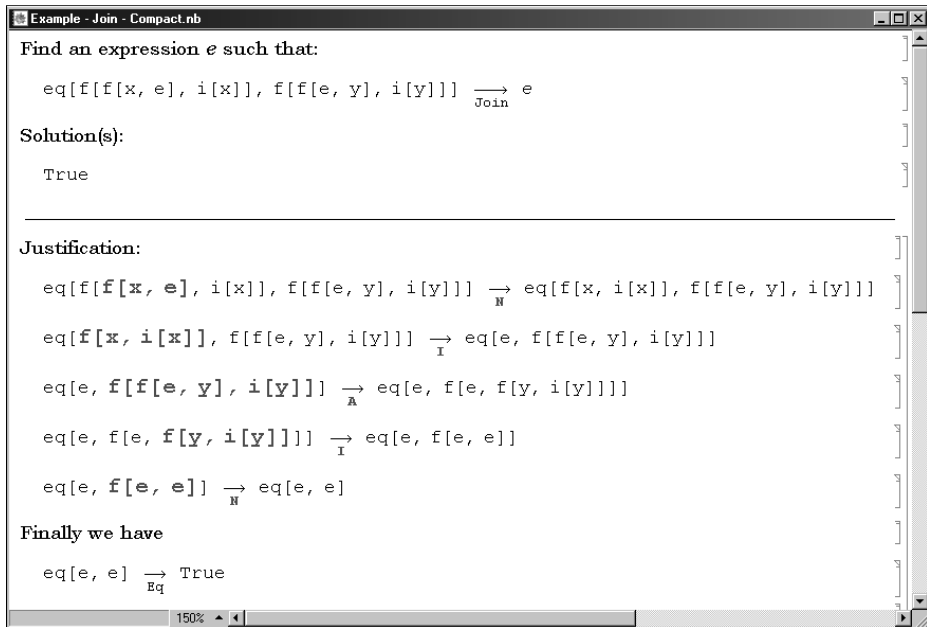 Example - Join - Compact.nb
Find an expression e such that:
eq[f[f[x, e], i[x]], f[f[e, y], i[y]]] ⟶ e
Join
Solution(s):
True
Justification:
eq[f[f[x, e], i[x]], f[f[e, y], i[y]]] ⟶ eq[f[x, i[x]], f[f[e, y], i[y]]]
N
eq[f[x, i[x]], f[f[e, y], i[y]]] ⟶ eq[e, f[f[e, y], i[y]]]
I
eq[e, f[f[e, y], i[y]]] ⟶ eq[e, f[e, f[y, i[y]]]]
A
eq[e, f[e, f[y, i[y]]]] ⟶ eq[e, f[e, e]]
I
eq[e, f[e, e]] ⟶ eq[e, e]
N
Finally we have
eq[e, e] ⟶ True
Eq
150%